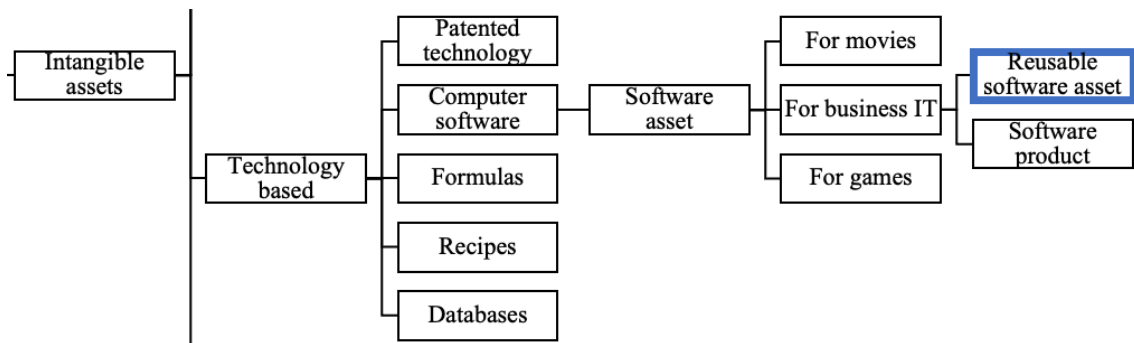 Intangible
assets
Technology
based
Patented
technology
Computer
software
Formulas
Recipes
Databases
Software
asset
For movies
For business IT
For games
Reusable
software asset
Software
product